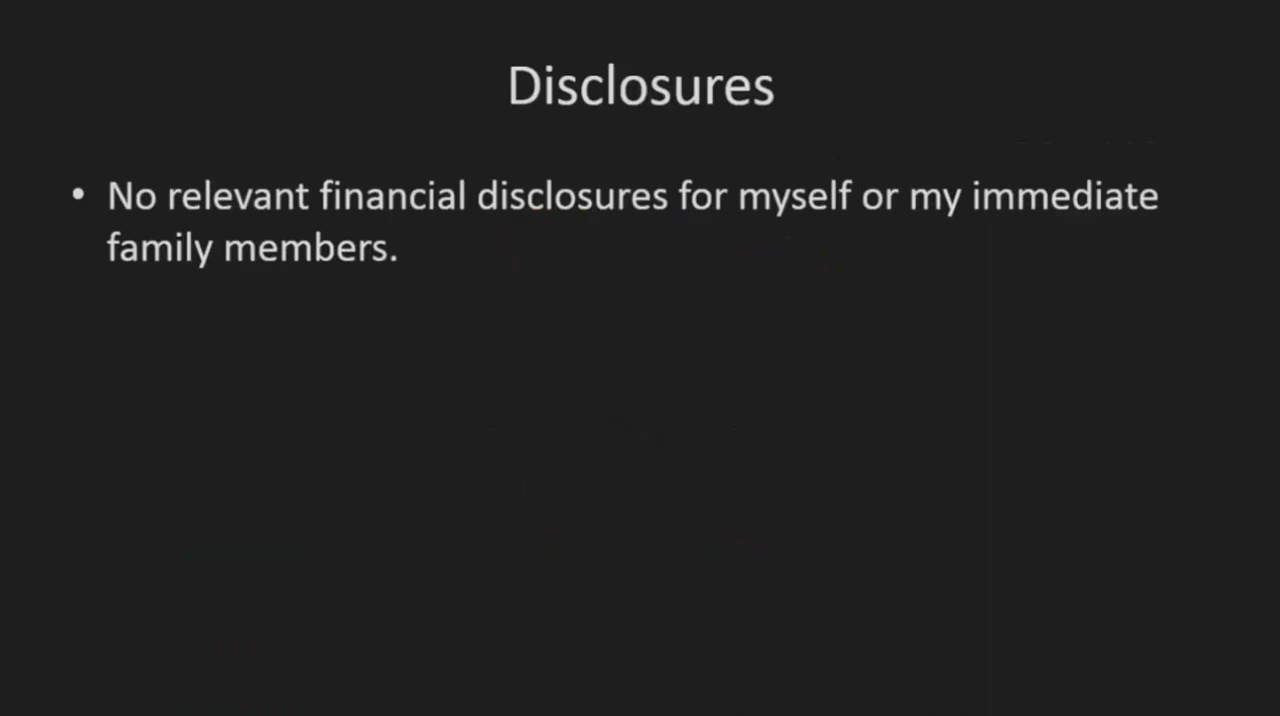 Disclosures
• No relevant financial disclosures for myself or my immediate
family members.